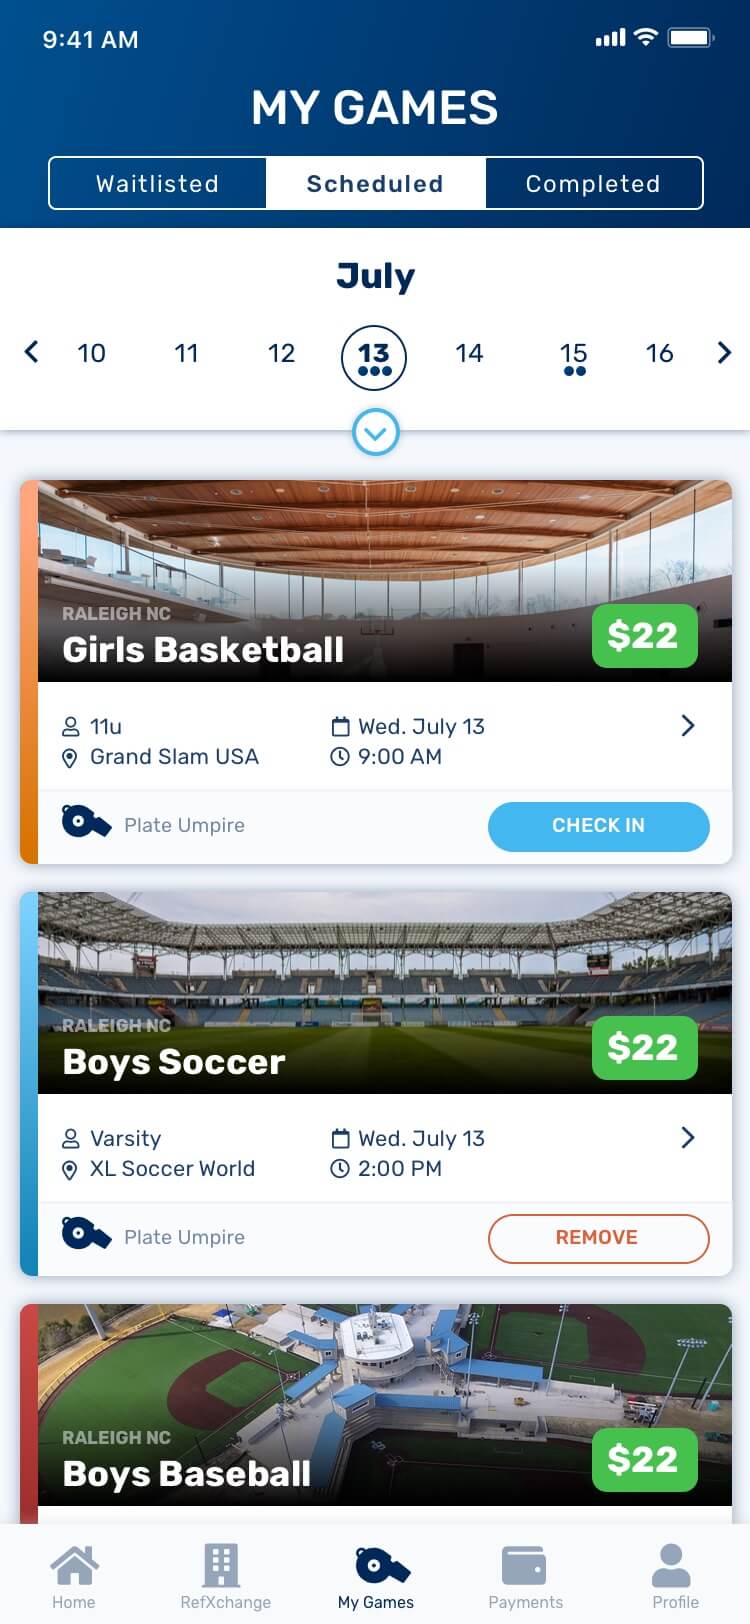 9:41 AM
MY GAMES
Waitlisted Scheduled Completed
July
10 11 12 13 14 15 16
RALEIGH NC
Girls Basketball
$22
11u
Wed. July 13
Grand Slam USA
9:00 AM
Plate Umpire
CHECK IN
RALEIGH NC
Boys Soccer
$22
Varsity
Wed. July 13
XL Soccer World
2:00 PM
Plate Umpire
REMOVE
RALEIGH NC
Boys Baseball
$22
Home RefXchange My Games Payments Profile